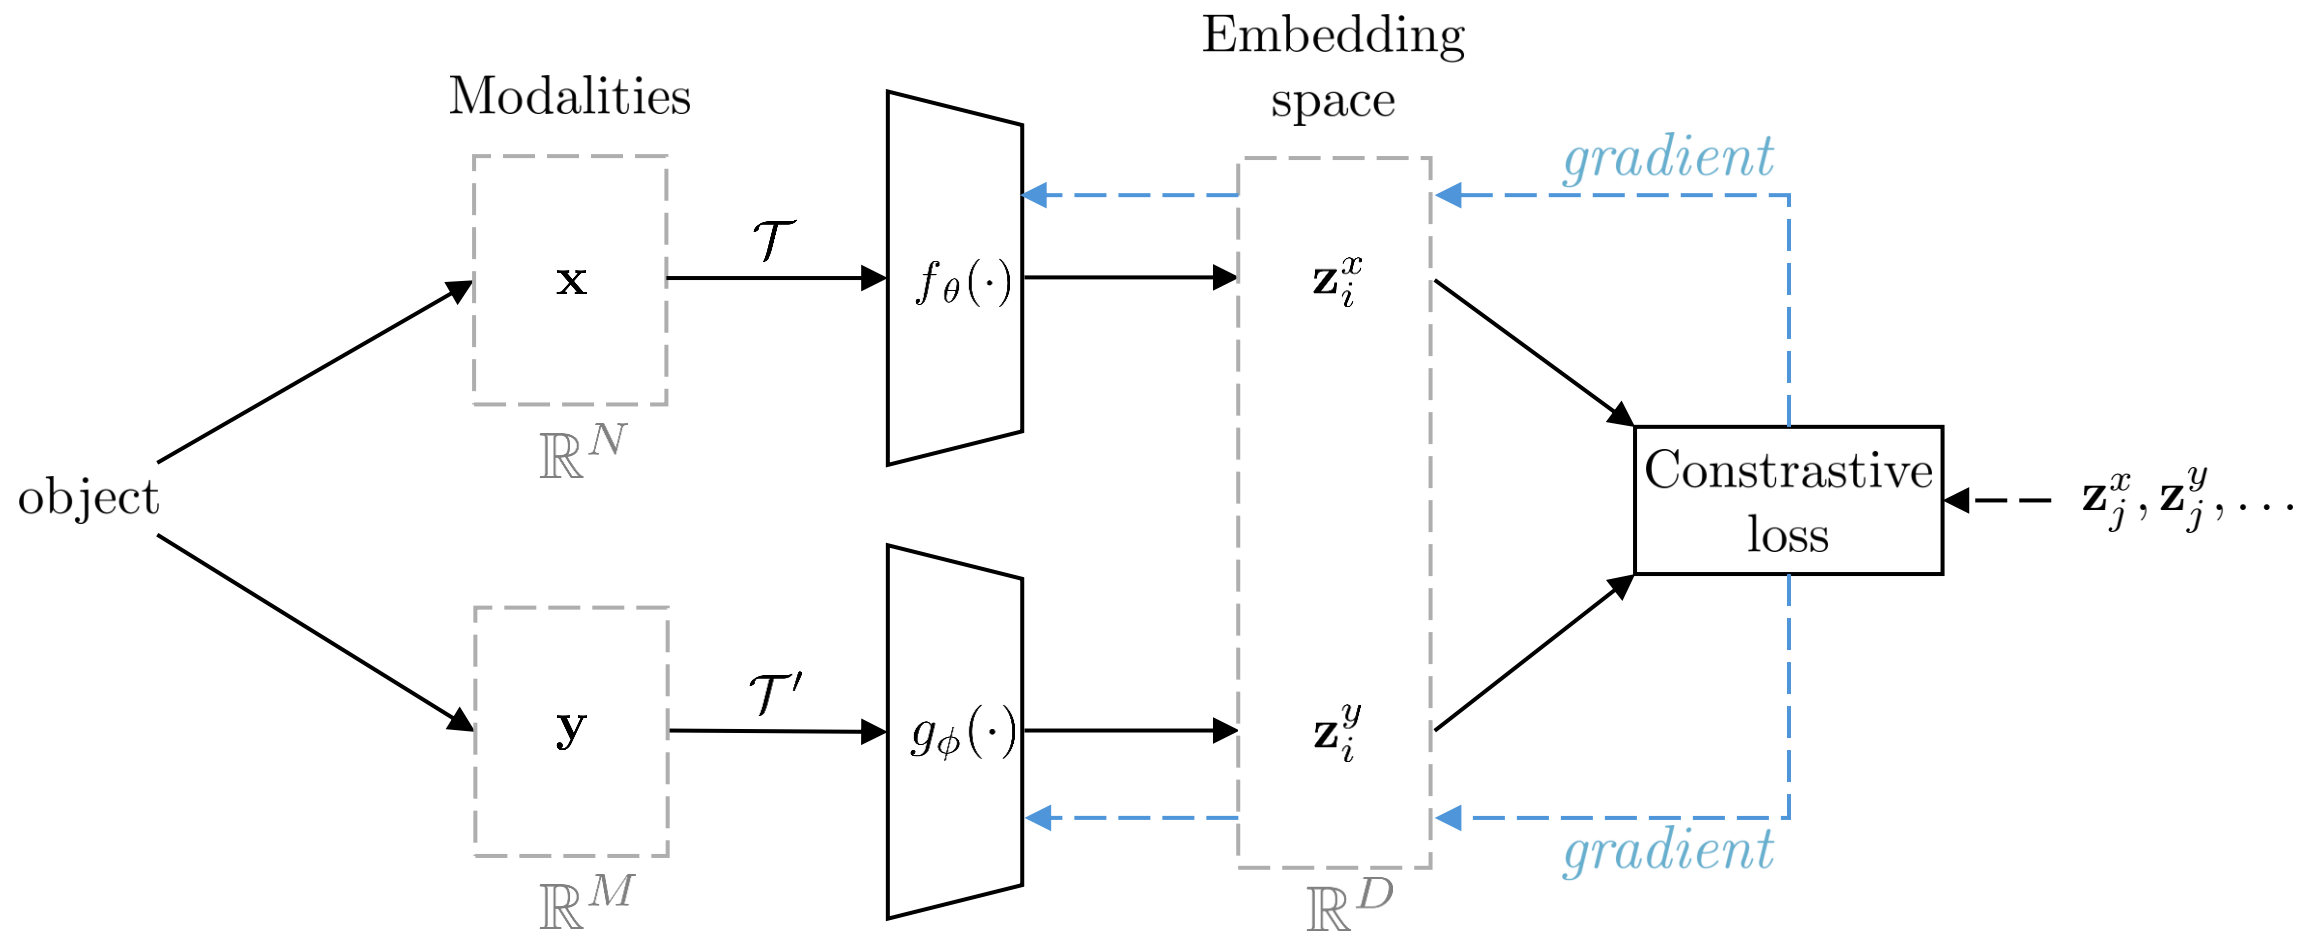 Embedding
space
Modalities
gradient
𝒯
x
f_θ(·)
z_i^x
ℝ^N
object
Constrastive
loss
z_j^x, z_j^y, …
𝒯′
y
g_ϕ(·)
z_i^y
gradient
ℝ^M
ℝ^D